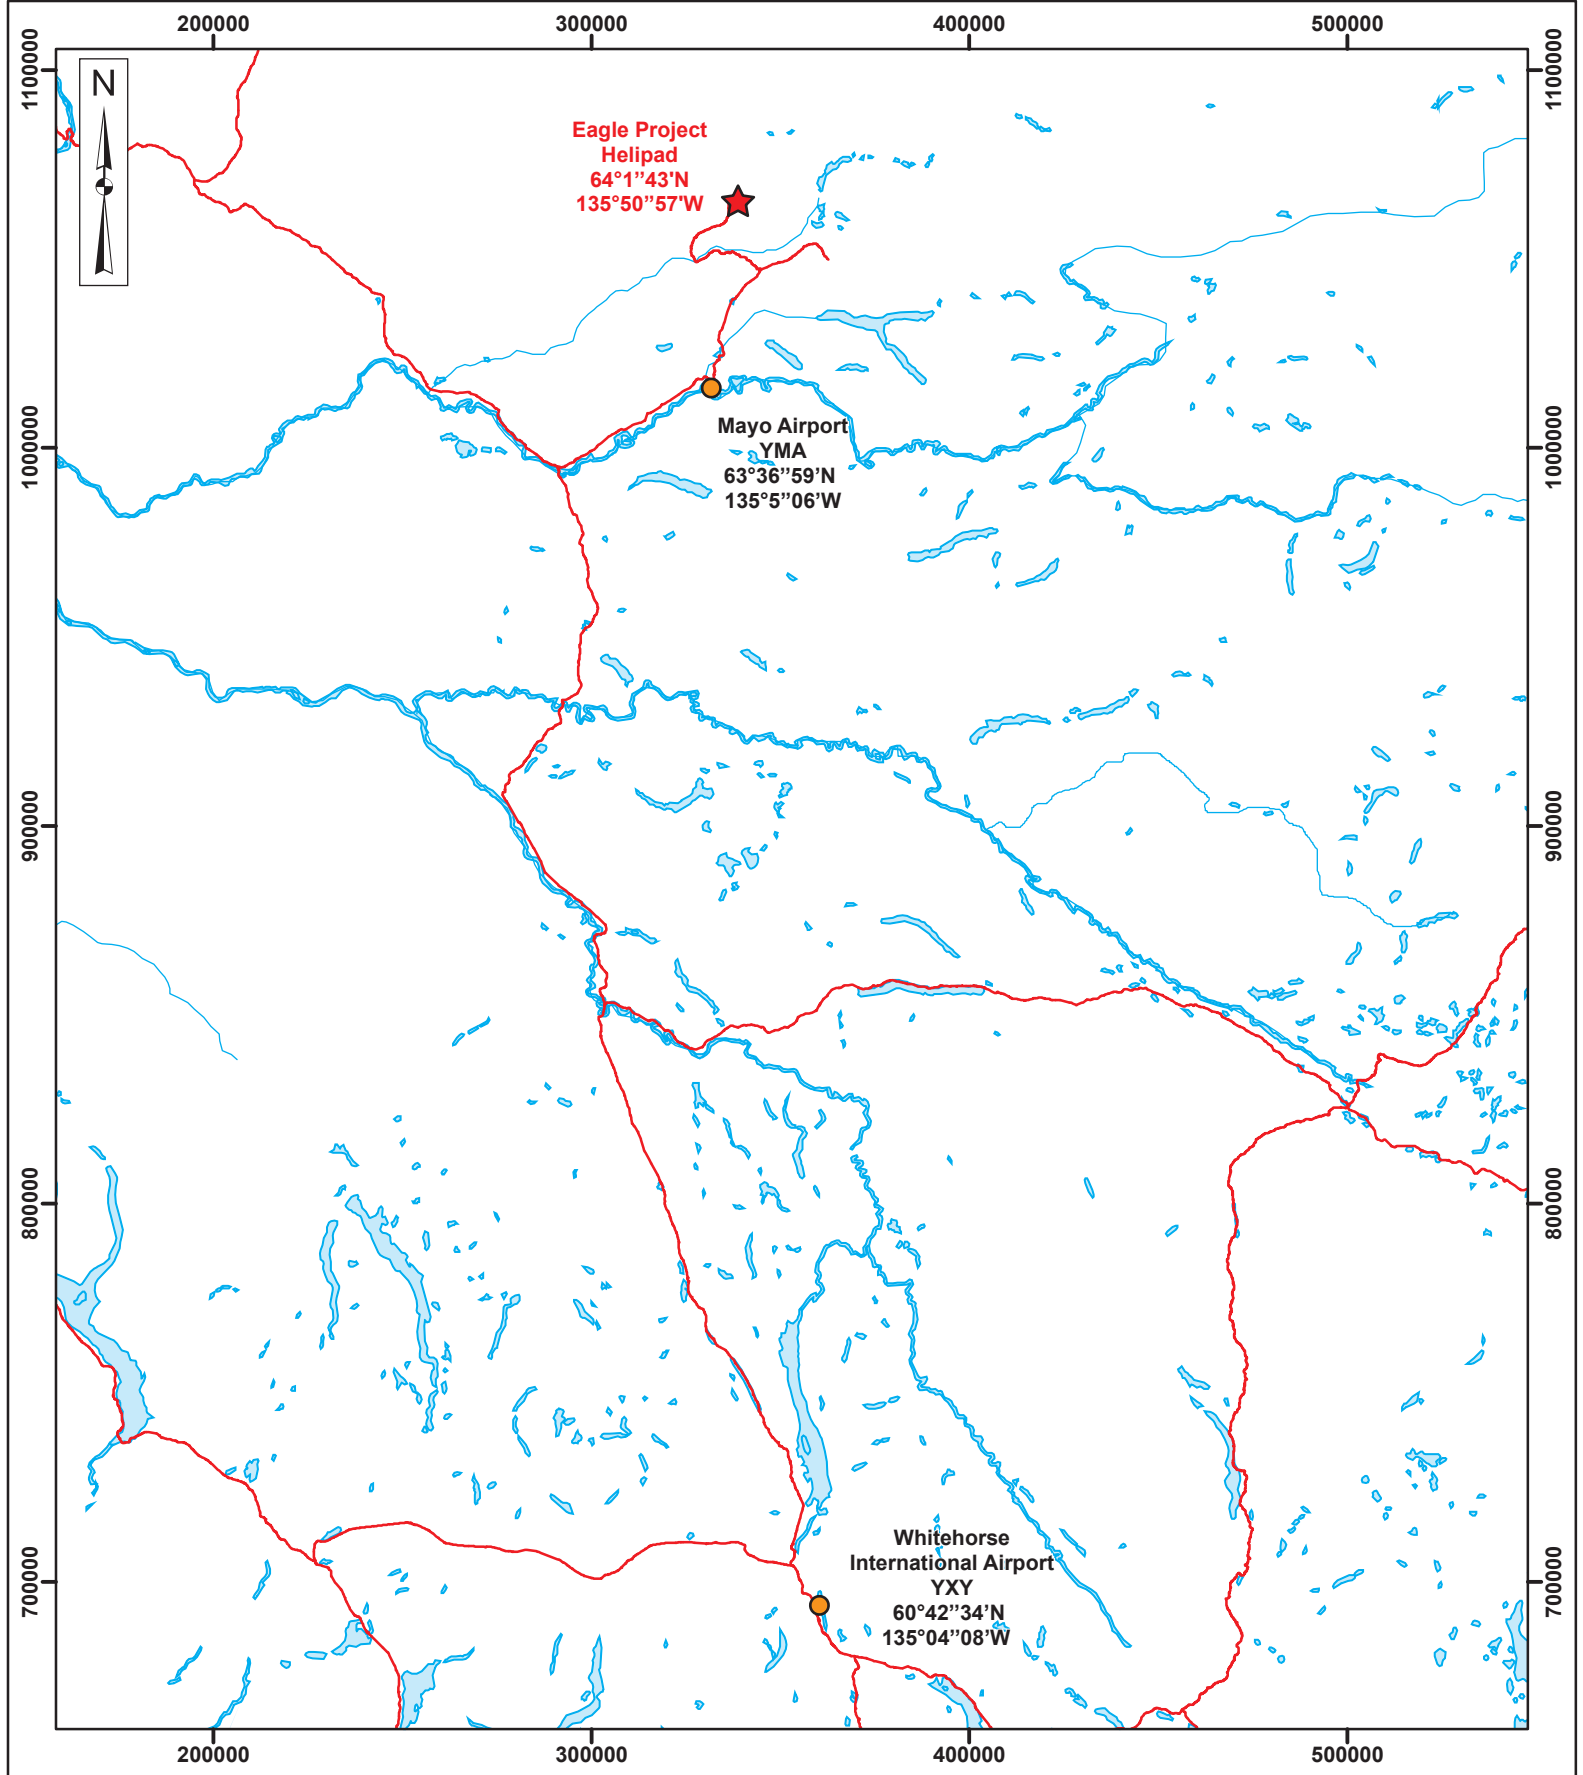 200000
300000
400000
500000
1100000
1100000
N
Eagle Project
Helipad
64°1”43'N
135°50”57'W
1000000
1000000
Mayo Airport
YMA
63°36”59’N
135°5”06’W
900000
900000
800000
800000
Whitehorse
International Airport
YXY
60°42”34’N
135°04”08’W
700000
700000
200000
300000
400000
500000